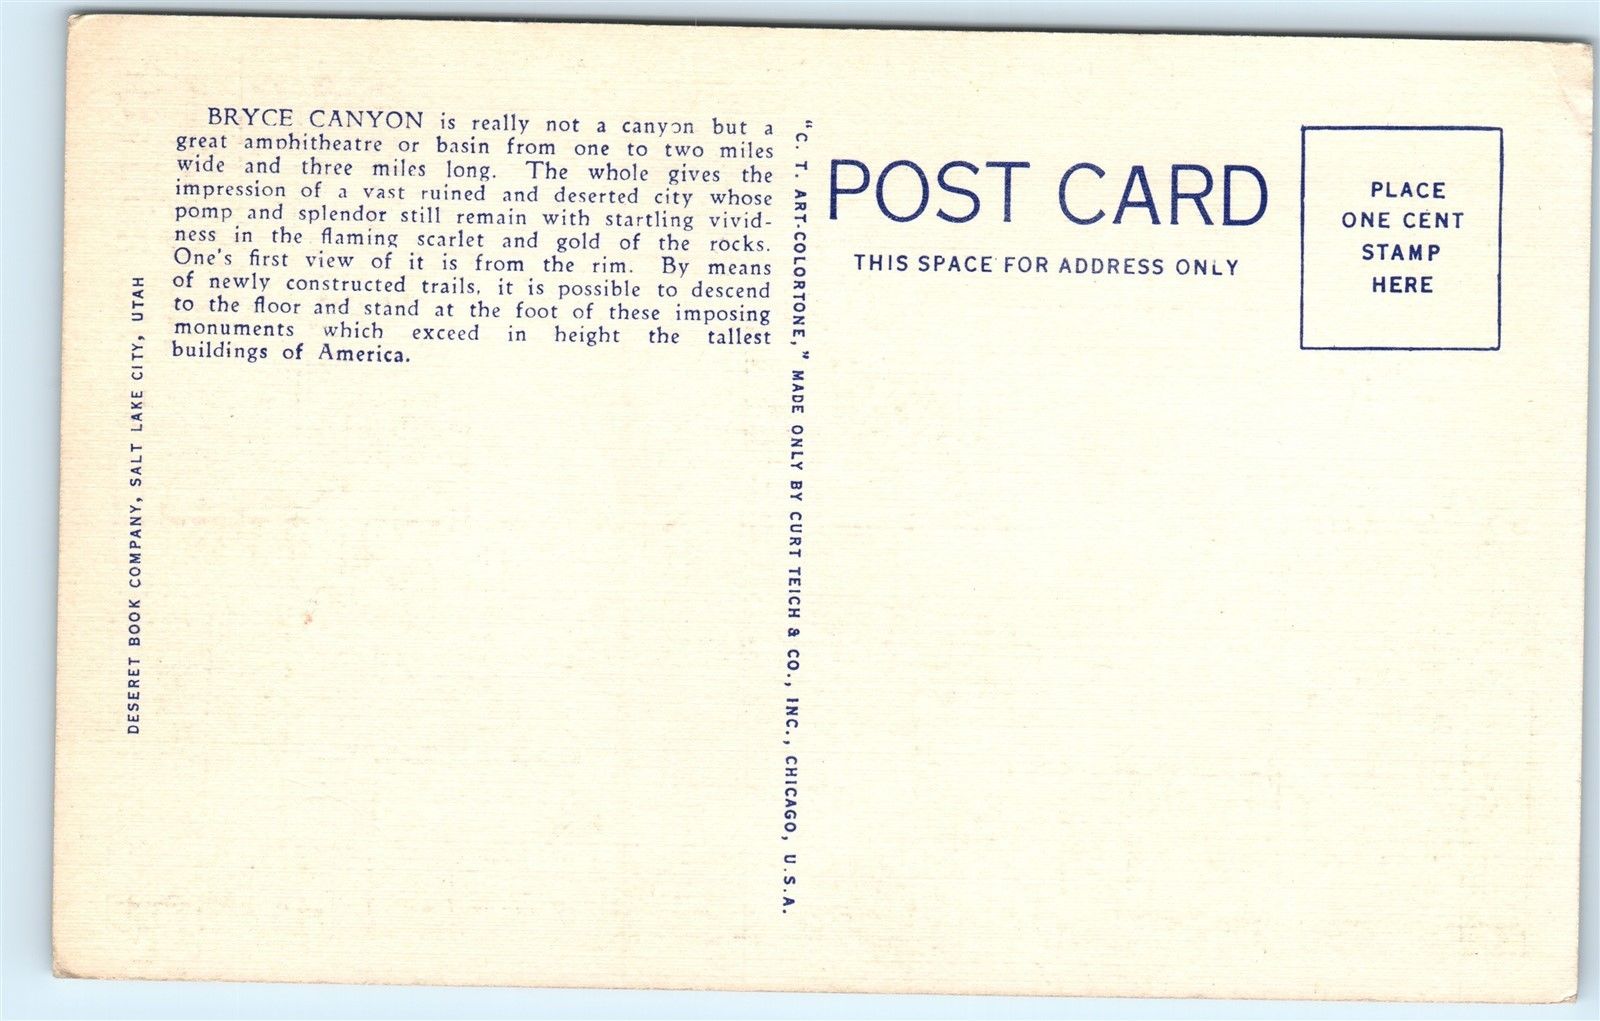 BRYCE CANYON is really not a canyon but a
great amphitheatre or basin from one to two miles
wide and three miles long. The whole gives the
impression of a vast ruined and deserted city whose
pomp and splendor still remain with startling vivid-
ness in the flaming scarlet and gold of the rocks.
One's first view of it is from the rim. By means
of newly constructed trails, it is possible to descend
to the floor and stand at the foot of these imposing
monuments which exceed in height the tallest
buildings of America.
DESERET BOOK COMPANY, SALT LAKE CITY, UTAH
"C. T. ART-COLORTONE," MADE ONLY BY CURT TEICH & CO., INC., CHICAGO, U.S.A.
POST CARD
THIS SPACE FOR ADDRESS ONLY
PLACE
ONE CENT
STAMP
HERE